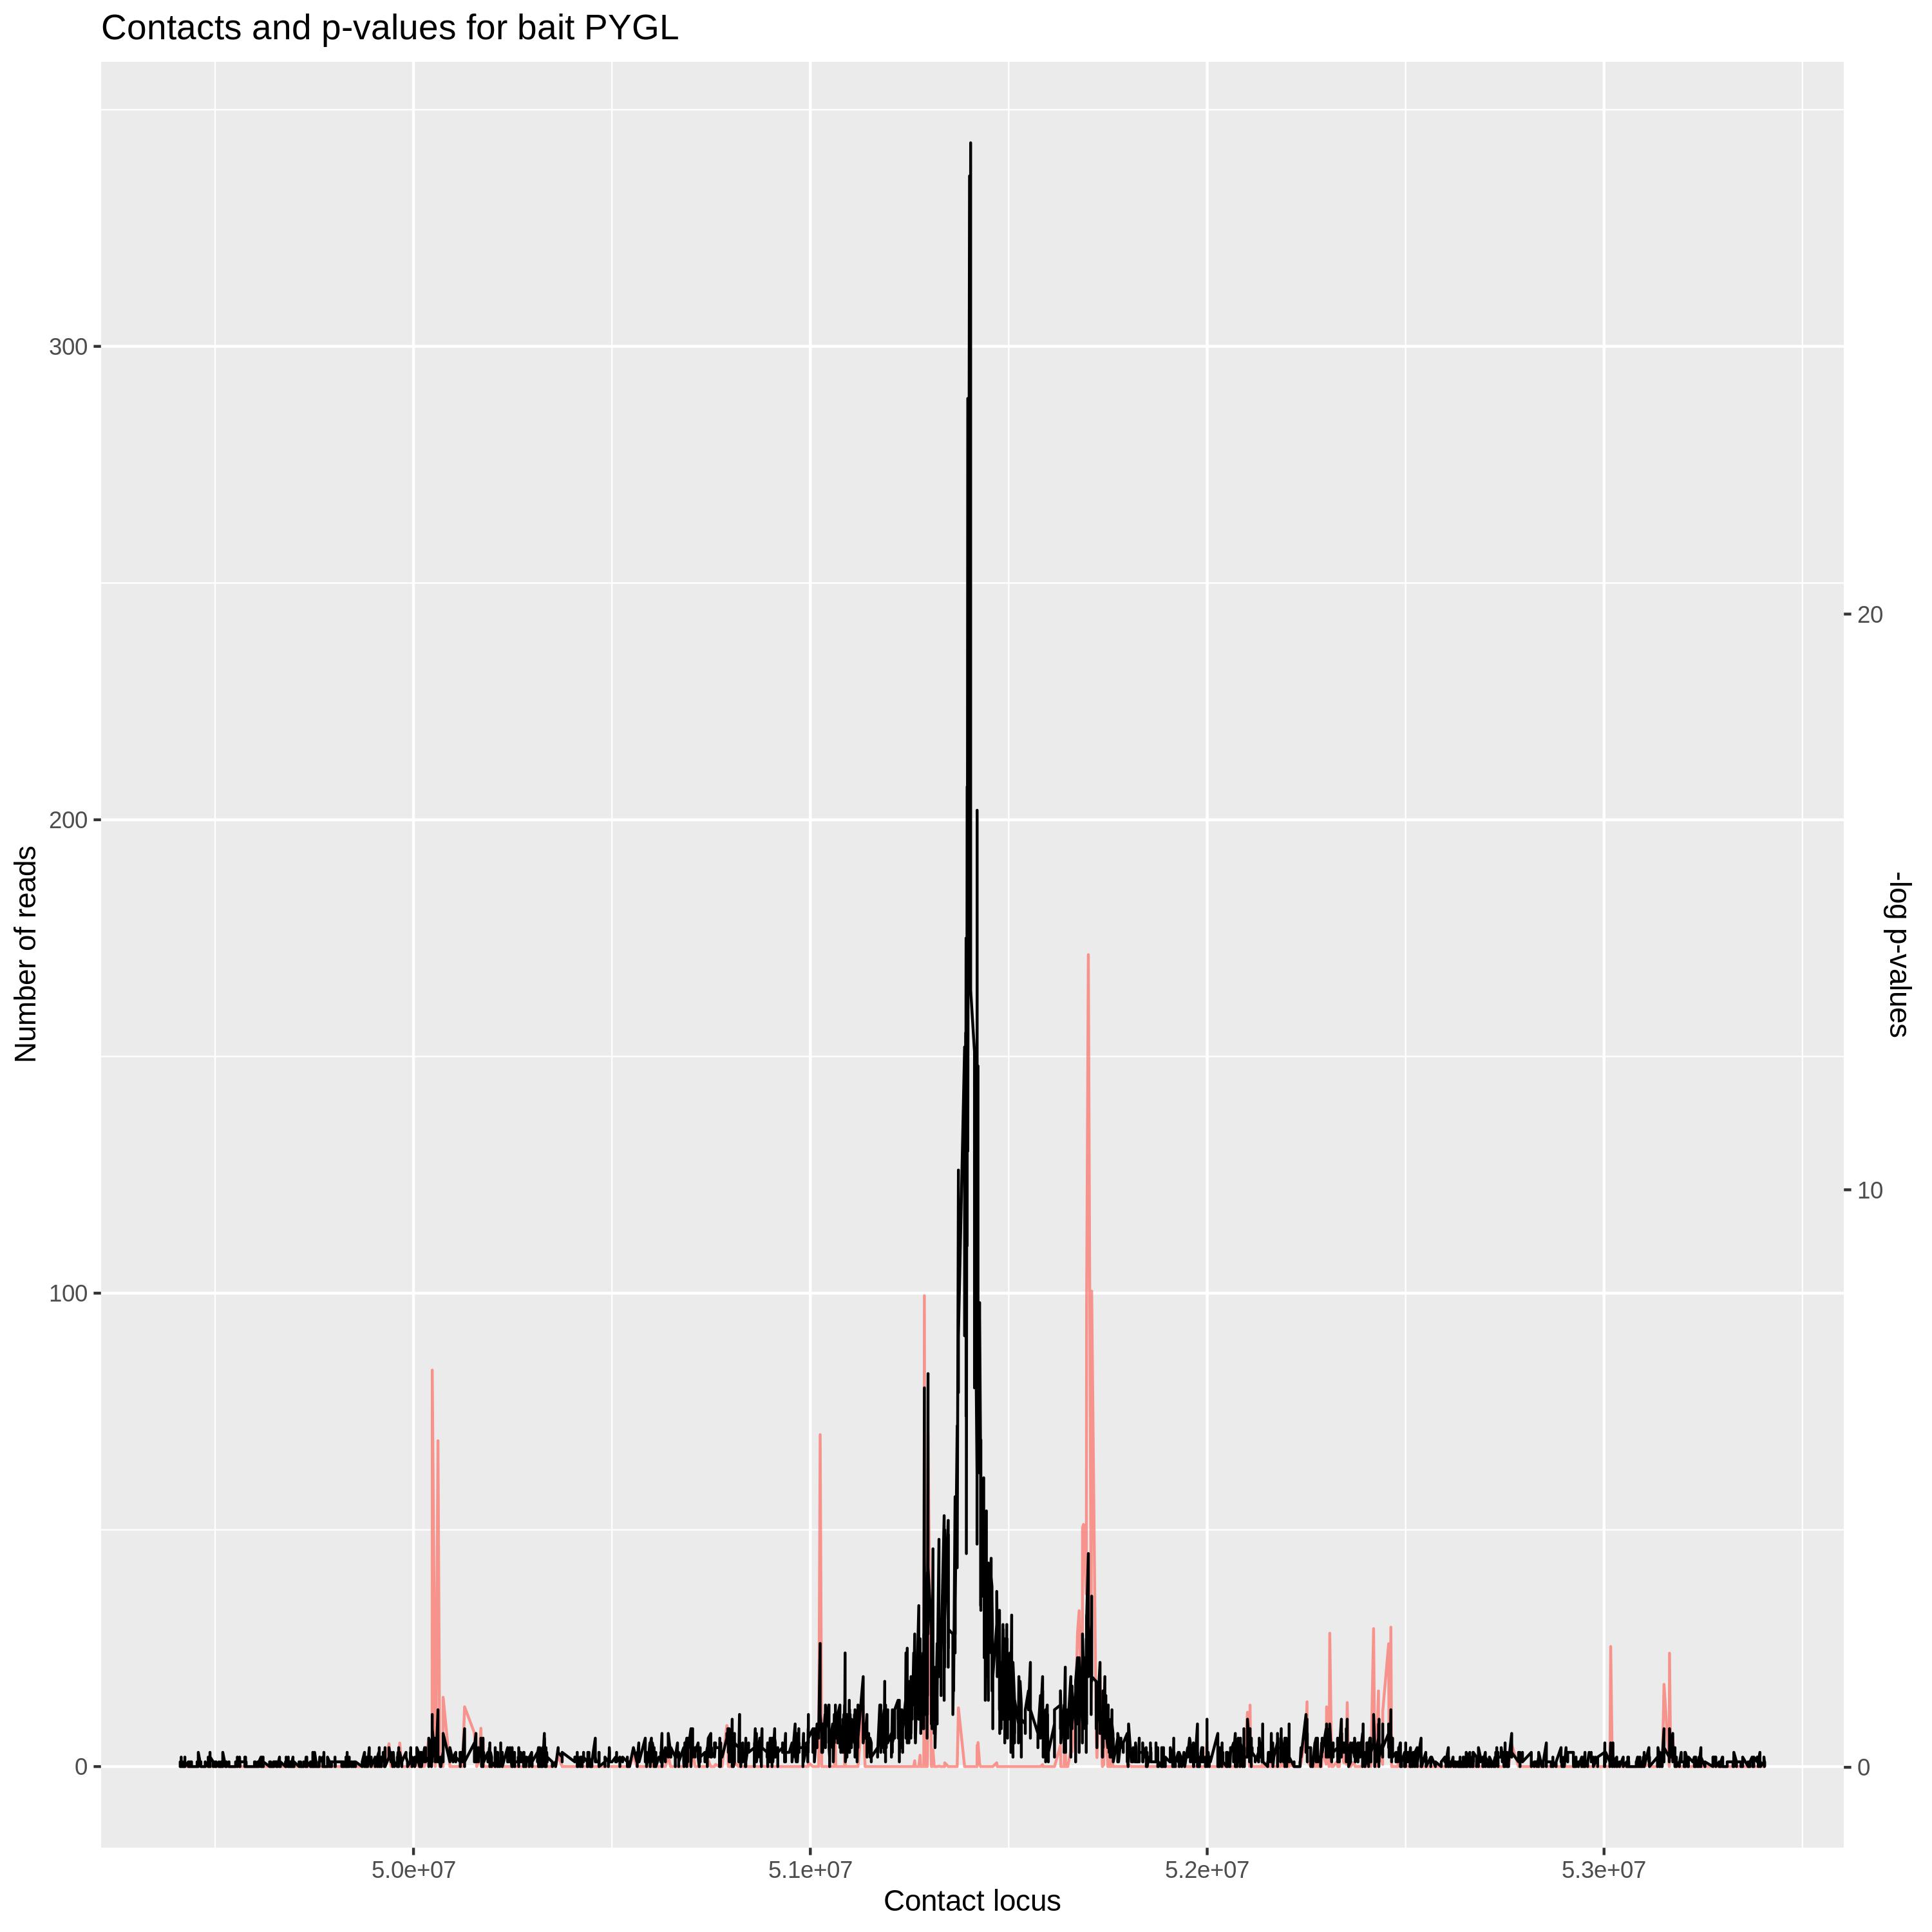 Contacts and p-values for bait PYGL
Number of reads
300
200
100
0
20
10
0
-log p-values
5.0e+07
5.1e+07
5.2e+07
5.3e+07
Contact locus